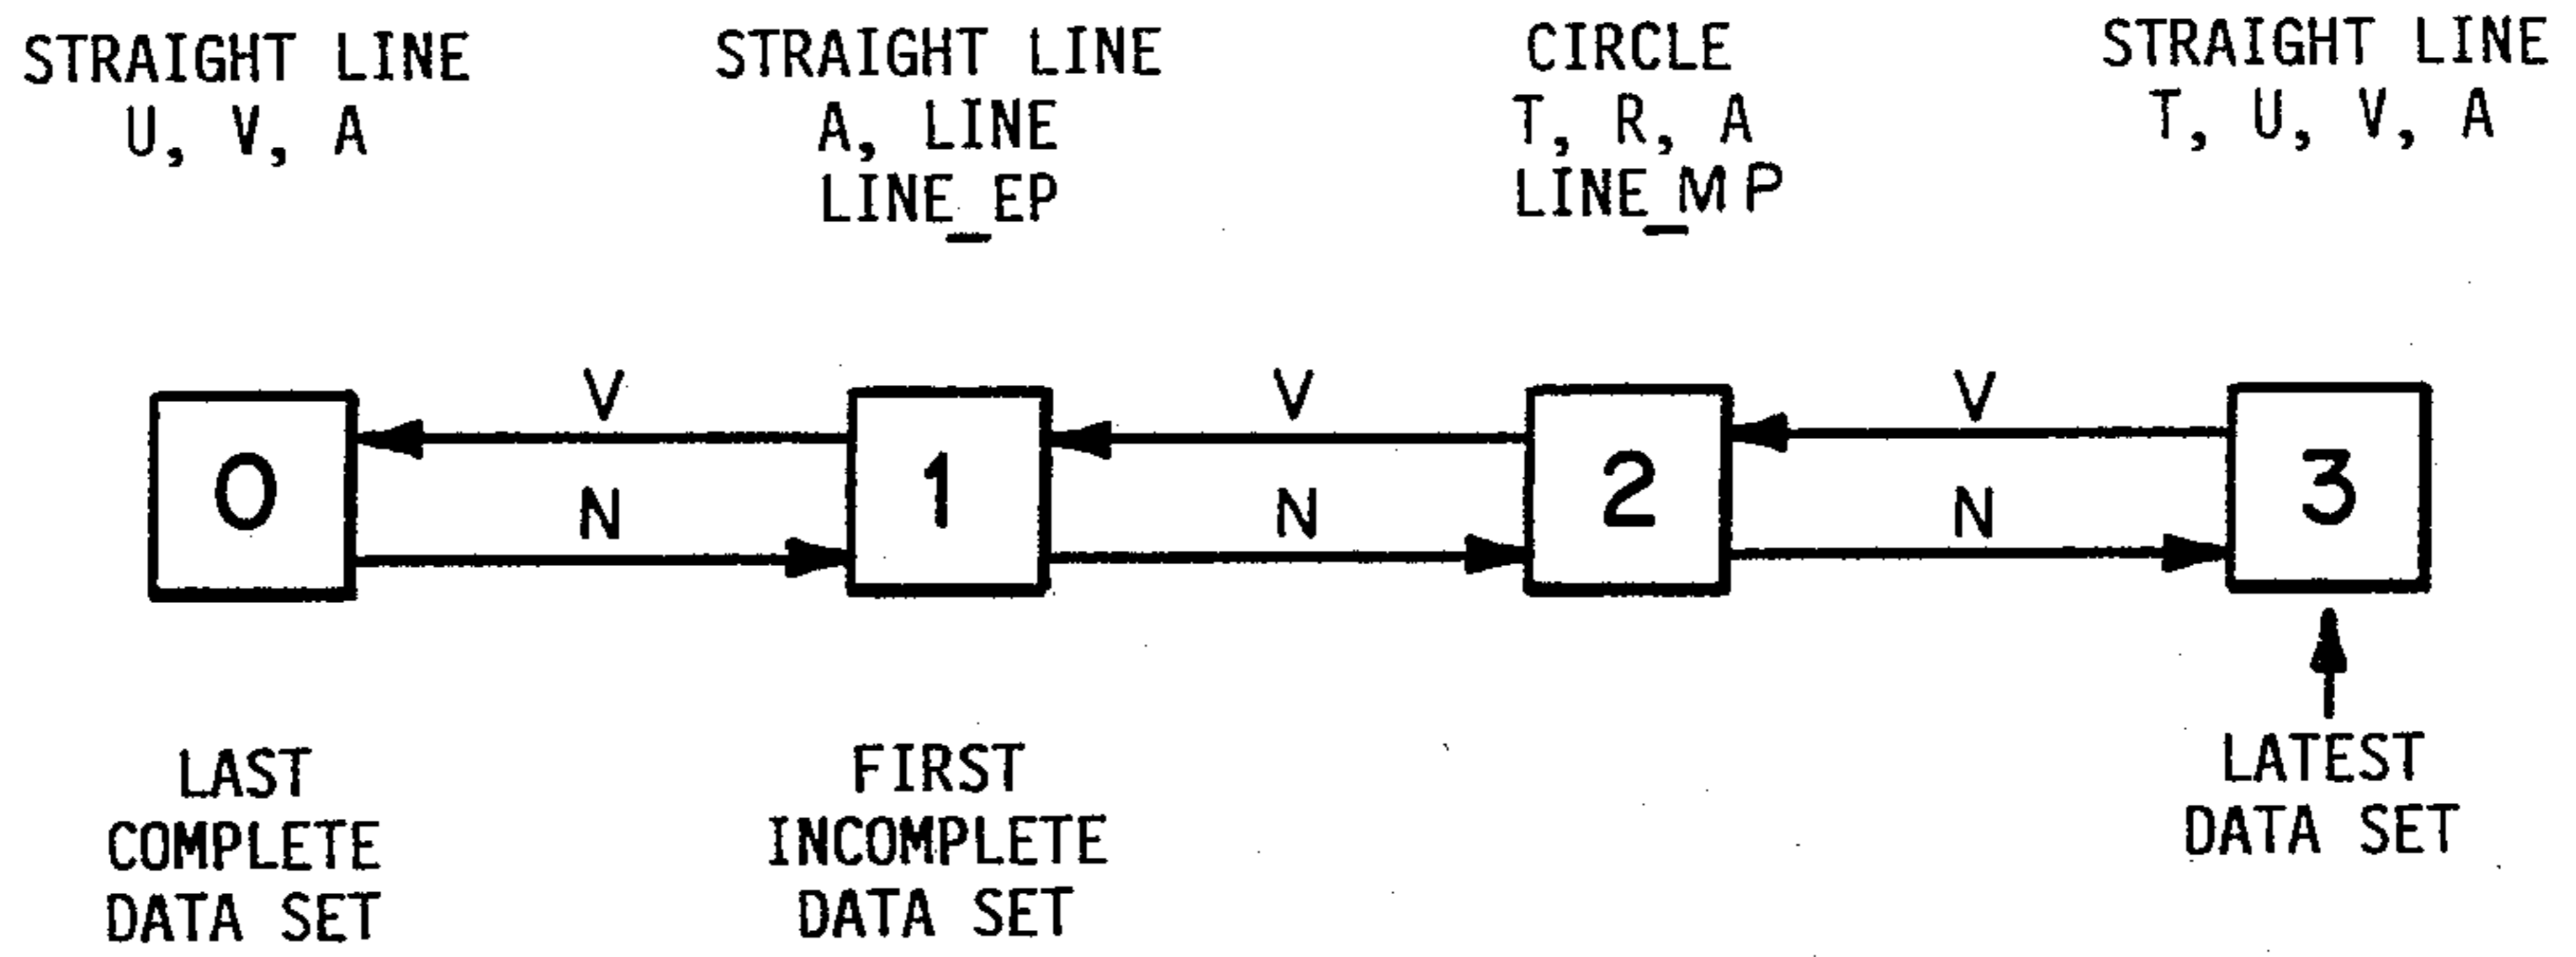 STRAIGHT LINE
U, V, A
STRAIGHT LINE
A, LINE
LINE_EP
CIRCLE
T, R, A
LINE_MP
STRAIGHT LINE
T, U, V, A
V
V
V
0
1
2
3
N
N
N
LAST
COMPLETE
DATA SET
FIRST
INCOMPLETE
DATA SET
LATEST
DATA SET